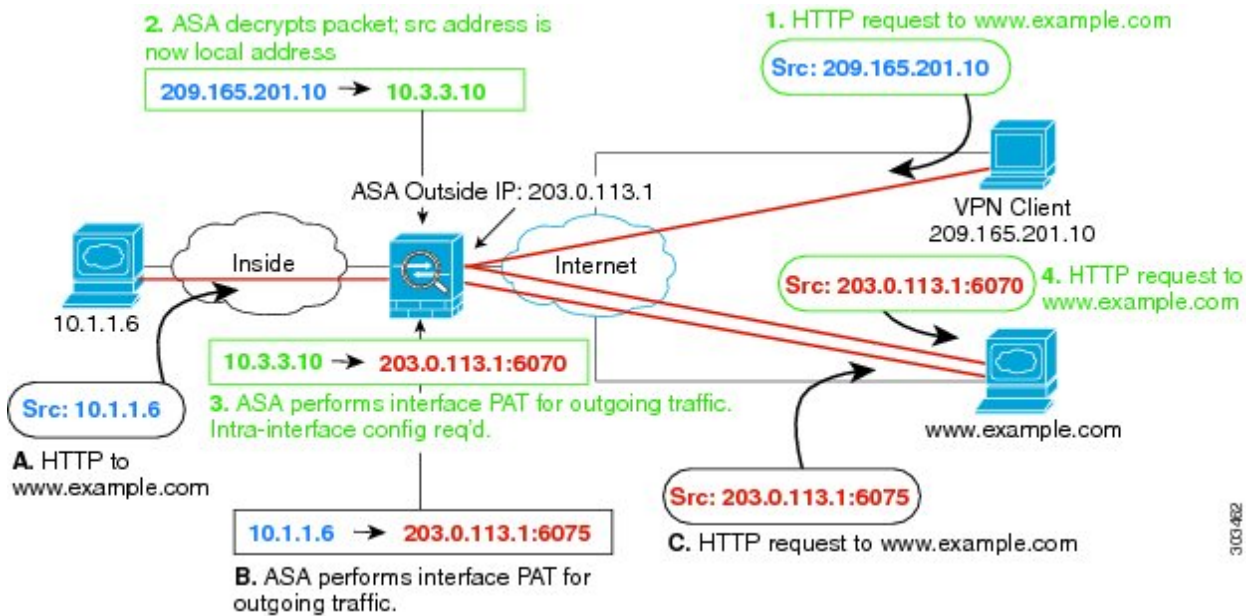 2. ASA decrypts packet; src address is
now local address
209.165.201.10 → 10.3.3.10
1. HTTP request to www.example.com
Src: 209.165.201.10
ASA Outside IP: 203.0.113.1
VPN Client
209.165.201.10
Inside
Internet
10.1.1.6
Src: 203.0.113.1:6070
4. HTTP request to
www.example.com
10.3.3.10 → 203.0.113.1:6070
3. ASA performs interface PAT for outgoing traffic.
Intra-interface config req'd.
Src: 10.1.1.6
A. HTTP to
www.example.com
www.example.com
10.1.1.6 → 203.0.113.1:6075
B. ASA performs interface PAT for
outgoing traffic.
Src: 203.0.113.1:6075
C. HTTP request to www.example.com
303462